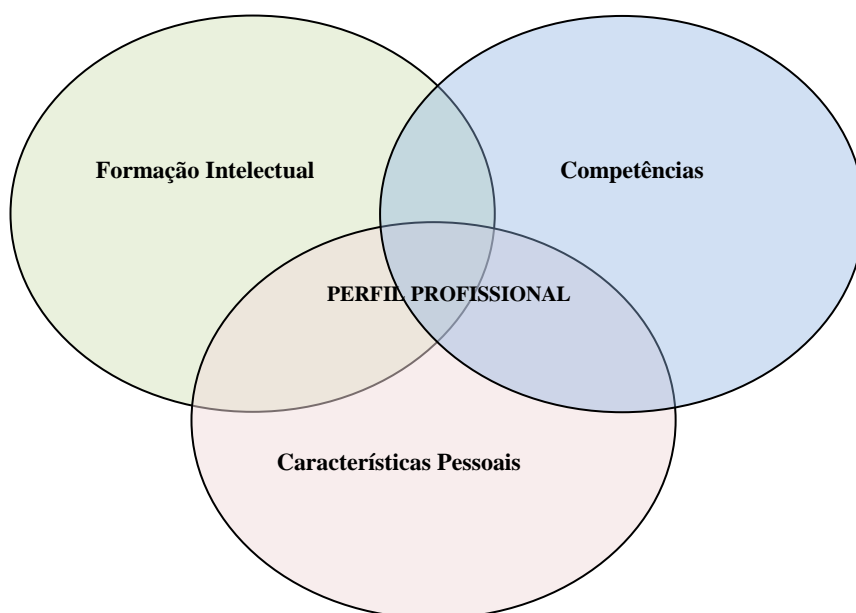 Formação Intelectual
Competências
PERFIL PROFISSIONAL
Características Pessoais